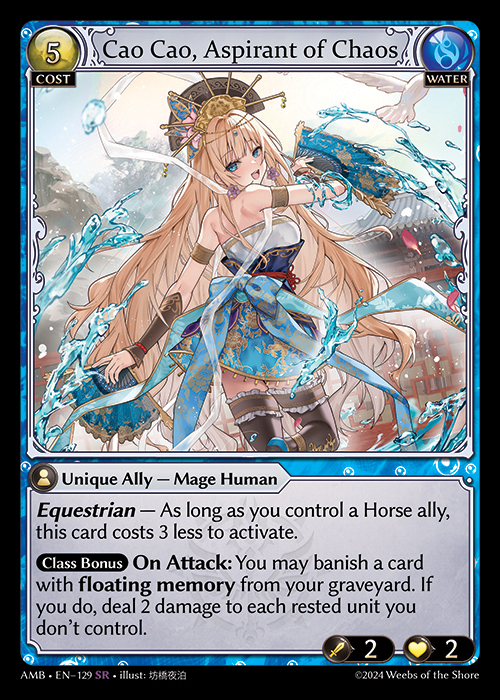 5
COST
Cao Cao, Aspirant of Chaos
WATER
Unique Ally — Mage Human
Equestrian — As long as you control a Horse ally,
this card costs 3 less to activate.
Class Bonus On Attack: You may banish a card
with floating memory from your graveyard. If
you do, deal 2 damage to each rested unit you
don't control.
2
2
AMB • EN–129 SR • illust: 坊橋夜泊
©2024 Weebs of the Shore